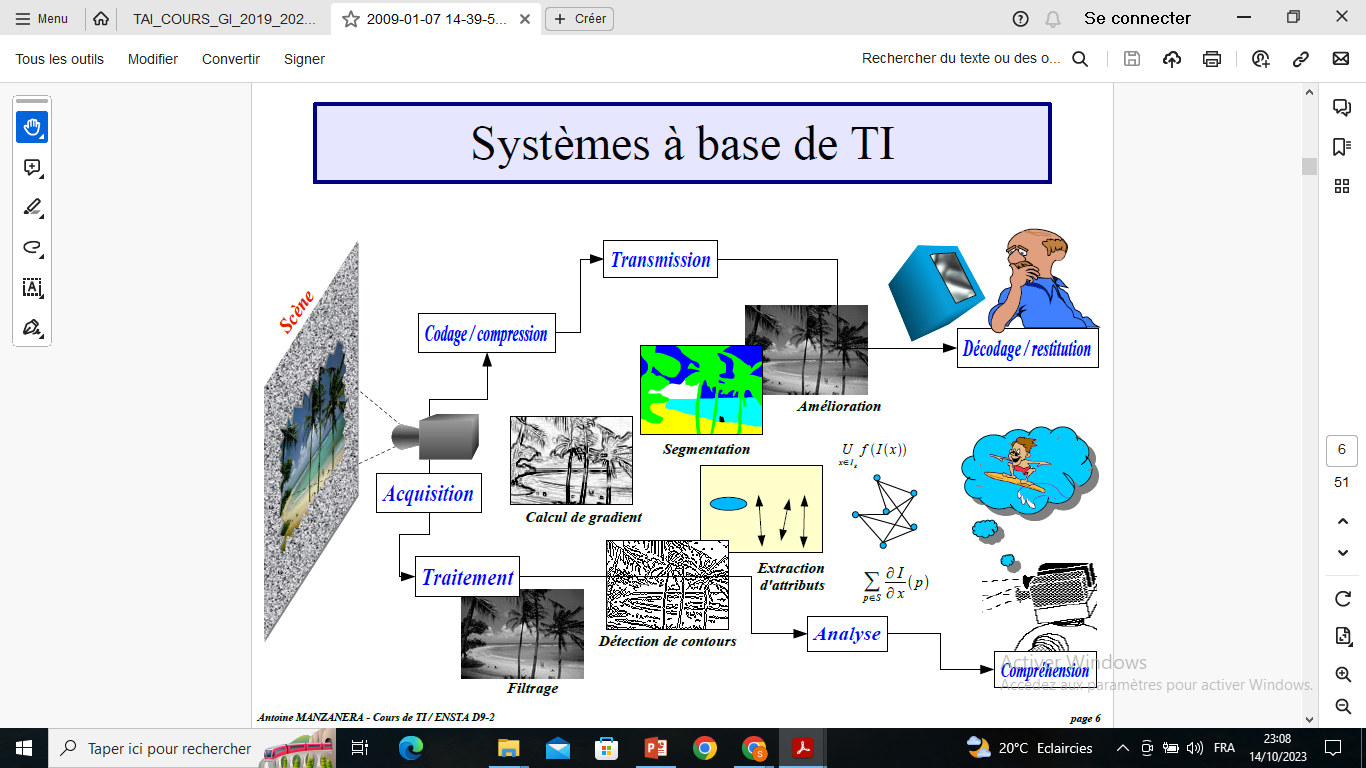 Menu
TAI_COURS_GI_2019_202...
2009-01-07 14-39-5...
Créer
Se connecter
Tous les outils
Modifier
Convertir
Signer
Rechercher du texte ou des o...
Systèmes à base de TI
Scène
Transmission
Codage / compression
Décodage / restitution
Amélioration
Segmentation
U f(I(x))
x∈I
Acquisition
Calcul de gradient
Extraction
d'attributs
∑ ∂I/∂x (p)
p∈S
Traitement
Détection de contours
Analyse
Filtrage
Compréhension
Activer Windows
Accédez aux paramètres pour activer Windows.
Antoine MANZANERA - Cours de TI / ENSTA D9-2
page 6
6
51
Taper ici pour rechercher
20°C Eclaircies
FRA
23:08
14/10/2023